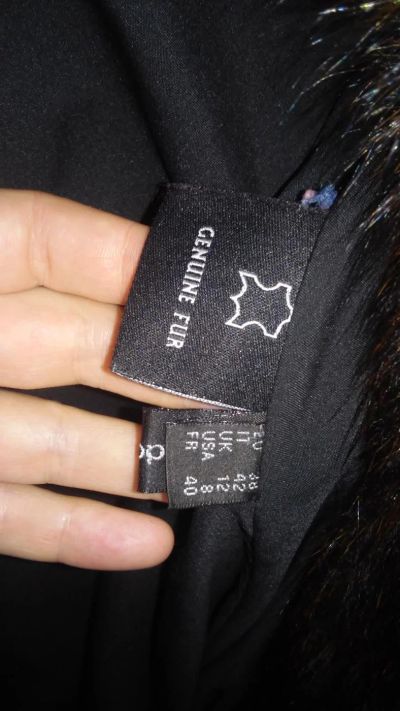 GENUINE FUR
EU 38
IT 42
UK 12
USA 8
FR 40